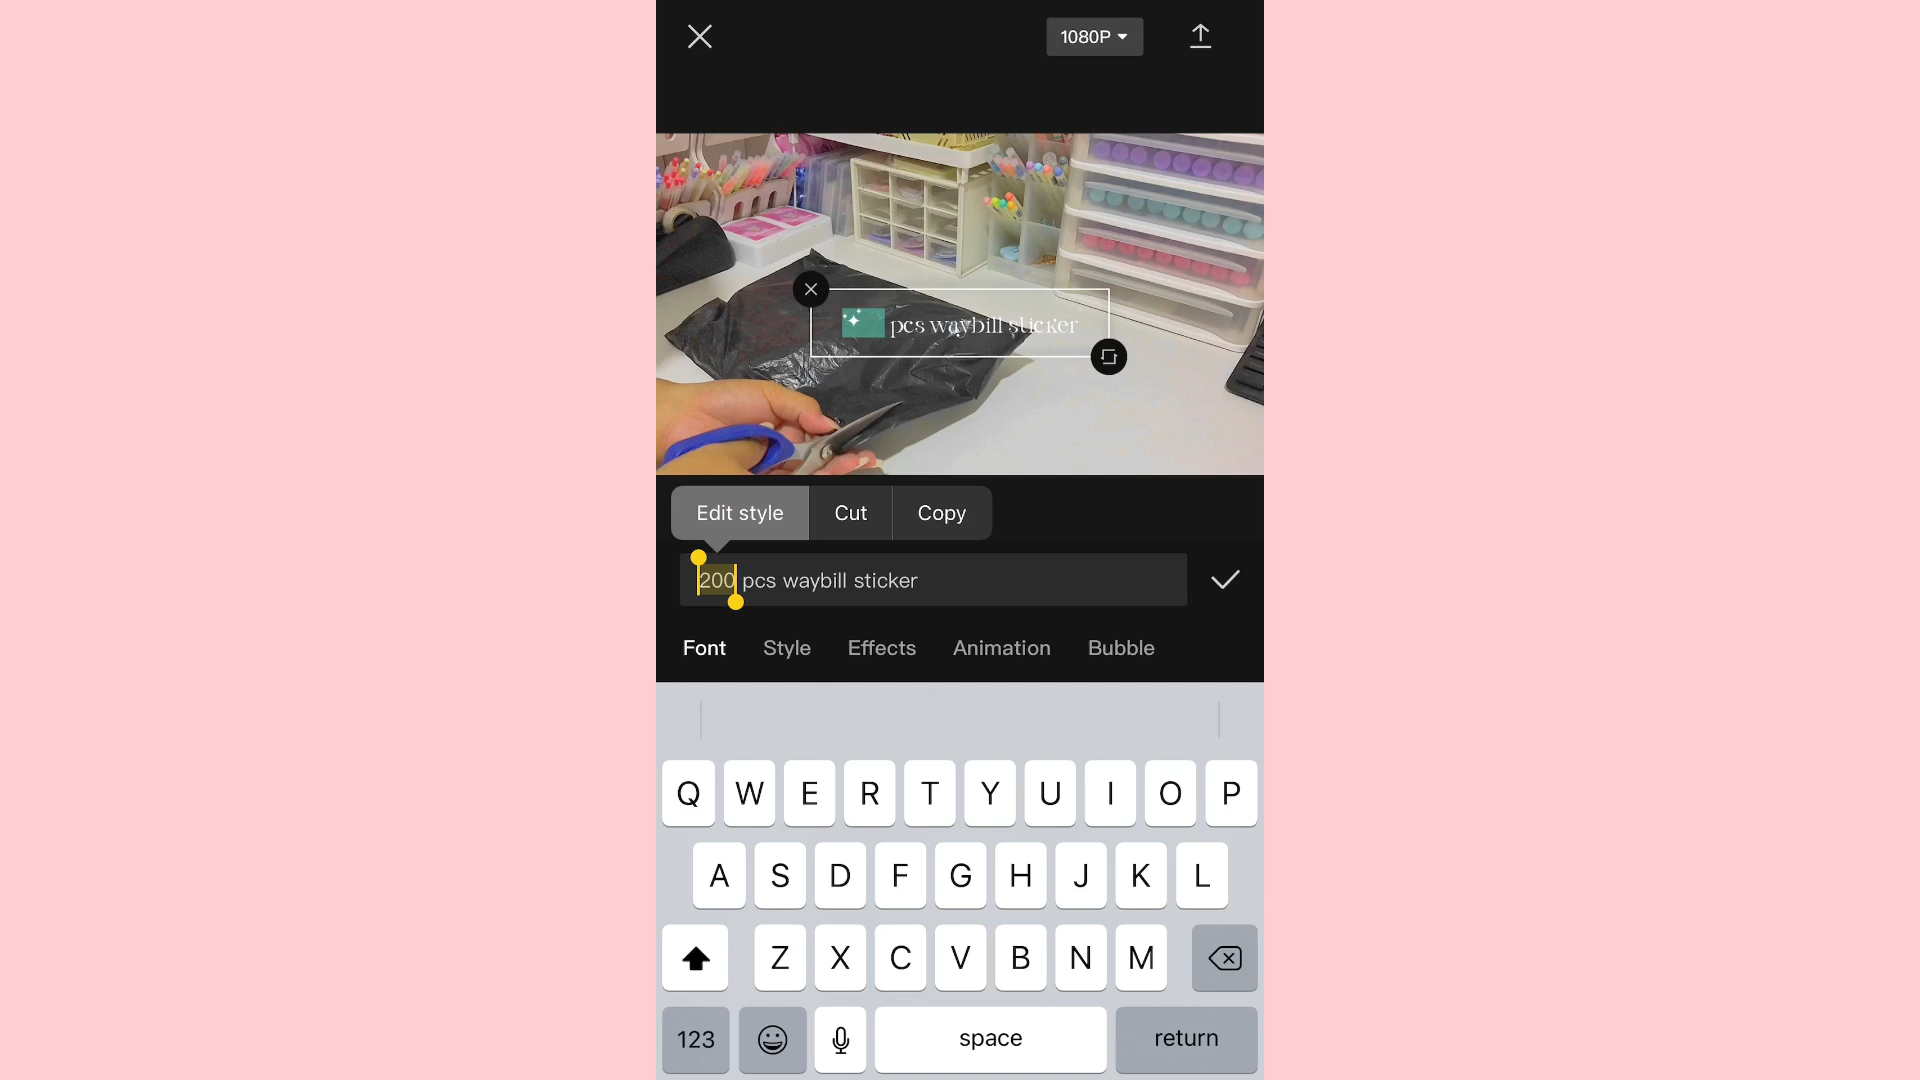 1080P
pcs waybill sticker
Edit style Cut Copy
200 pcs waybill sticker
Font Style Effects Animation Bubble
Q W E R T Y U I O P
A S D F G H J K L
Z X C V B N M
123 space return